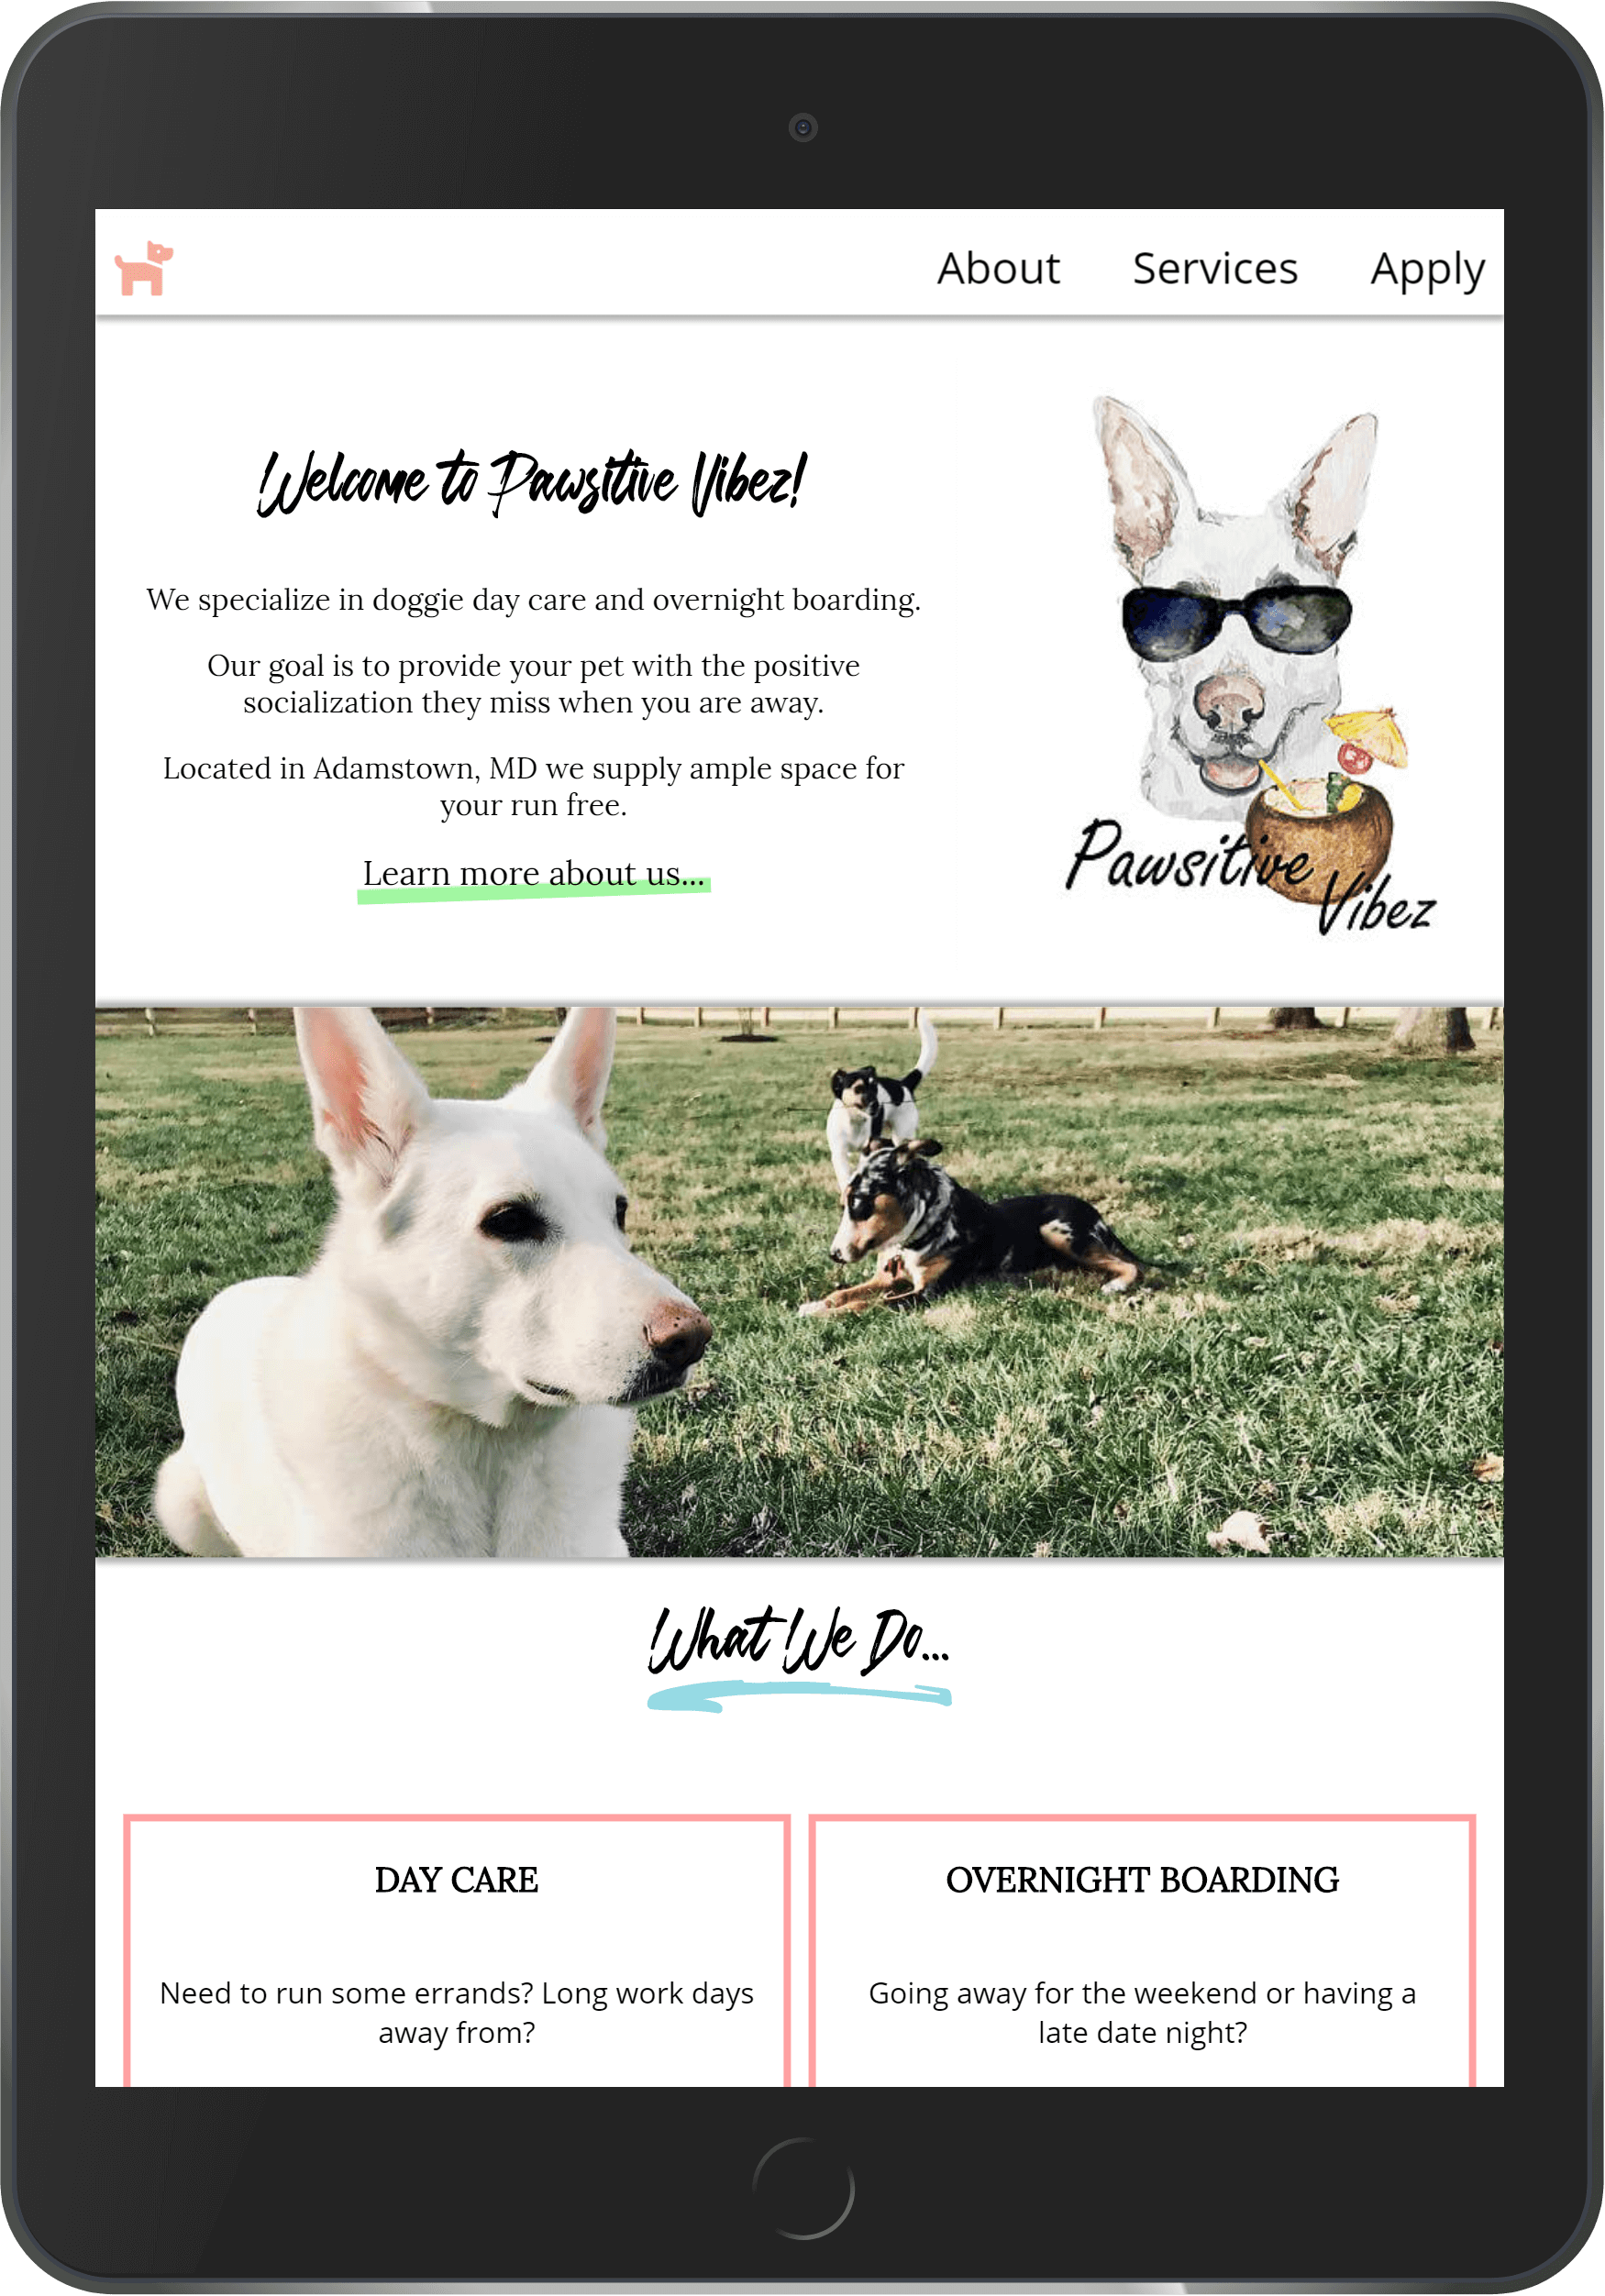 About Services Apply
Welcome to Pawsitive Vibez!
We specialize in doggie day care and overnight boarding.
Our goal is to provide your pet with the positive
socialization they miss when you are away.
Located in Adamstown, MD we supply ample space for
your run free.
Learn more about us...
Pawsitive
Vibez
What We Do...
DAY CARE
Need to run some errands? Long work days
away from?
OVERNIGHT BOARDING
Going away for the weekend or having a
late date night?